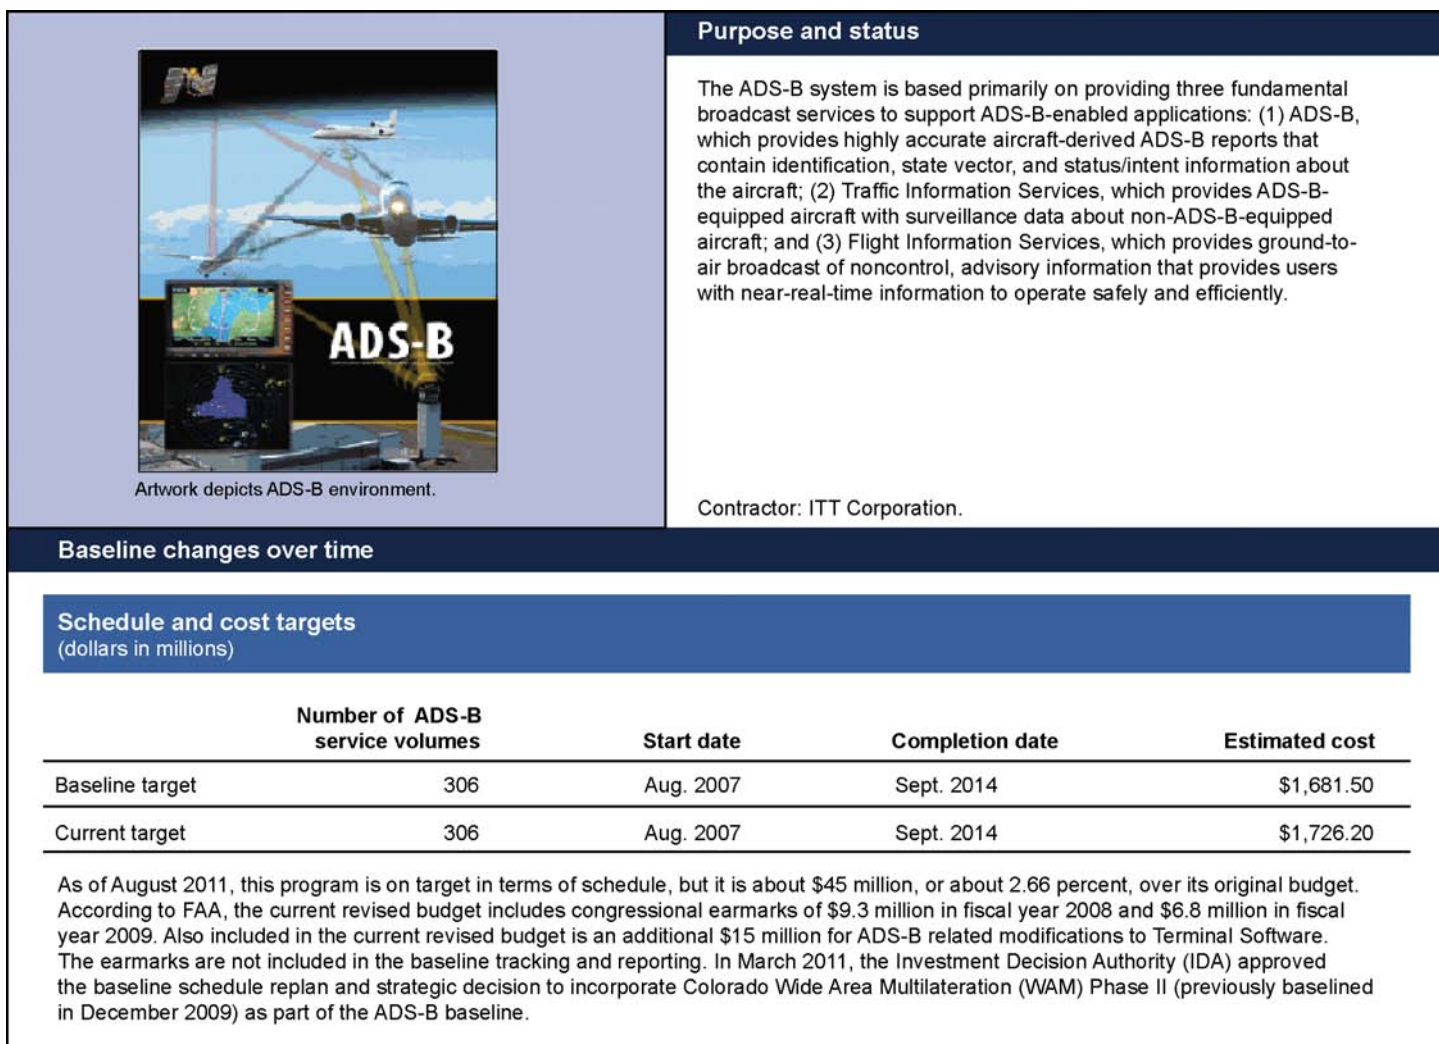 Purpose and status
The ADS-B system is based primarily on providing three fundamental
broadcast services to support ADS-B-enabled applications: (1) ADS-B,
which provides highly accurate aircraft-derived ADS-B reports that
contain identification, state vector, and status/intent information about
the aircraft; (2) Traffic Information Services, which provides ADS-B-
equipped aircraft with surveillance data about non-ADS-B-equipped
aircraft; and (3) Flight Information Services, which provides ground-to-
air broadcast of noncontrol, advisory information that provides users
with near-real-time information to operate safely and efficiently.
ADS-B
Artwork depicts ADS-B environment.
Contractor: ITT Corporation.
Baseline changes over time
Schedule and cost targets
(dollars in millions)
Number of ADS-B
service volumes Start date Completion date Estimated cost
Baseline target 306 Aug. 2007 Sept. 2014 $1,681.50
Current target 306 Aug. 2007 Sept. 2014 $1,726.20
As of August 2011, this program is on target in terms of schedule, but it is about $45 million, or about 2.66 percent, over its original budget.
According to FAA, the current revised budget includes congressional earmarks of $9.3 million in fiscal year 2008 and $6.8 million in fiscal
year 2009. Also included in the current revised budget is an additional $15 million for ADS-B related modifications to Terminal Software.
The earmarks are not included in the baseline tracking and reporting. In March 2011, the Investment Decision Authority (IDA) approved
the baseline schedule replan and strategic decision to incorporate Colorado Wide Area Multilateration (WAM) Phase II (previously baselined
in December 2009) as part of the ADS-B baseline.